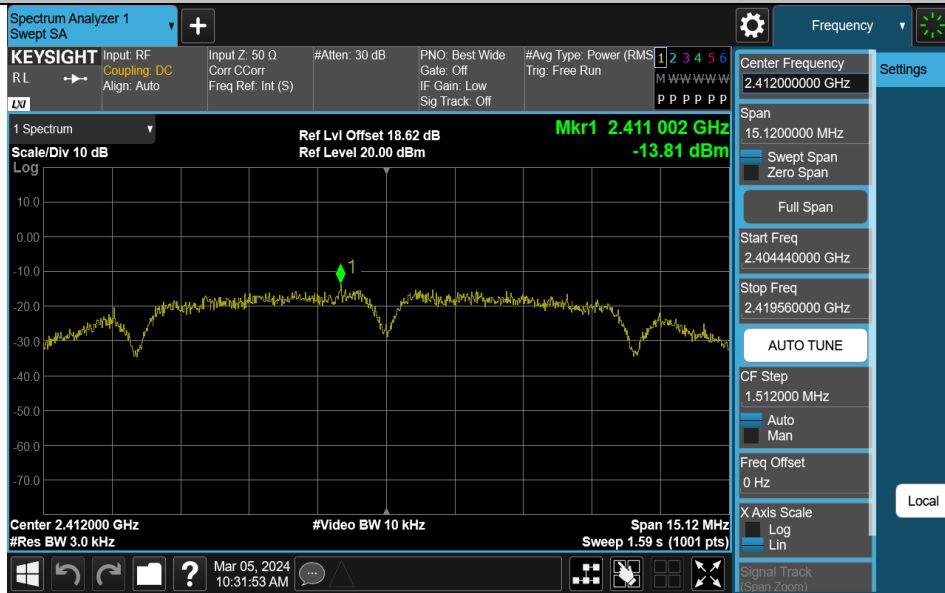 Spectrum Analyzer 1
Swept SA
Frequency
KEYSIGHT
RL
LXI
Input: RF
Coupling: DC
Align: Auto
Input Z: 50 Ω
Corr CCorr
Freq Ref: Int (S)
#Atten: 30 dB
PNO: Best Wide
Gate: Off
IF Gain: Low
Sig Track: Off
#Avg Type: Power (RMS
Trig: Free Run
1 2 3 4 5 6
M W W W W W
P P P P P P
1 Spectrum
Scale/Div 10 dB
Log
Ref Lvl Offset 18.62 dB
Ref Level 20.00 dBm
Mkr1 2.411 002 GHz
-13.81 dBm
10.0
0.00
-10.0
-20.0
-30.0
-40.0
-50.0
-60.0
-70.0
1
Center 2.412000 GHz
#Res BW 3.0 kHz
#Video BW 10 kHz
Span 15.12 MHz
Sweep 1.59 s (1001 pts)
Center Frequency
2.412000000 GHz
Span
15.1200000 MHz
Swept Span
Zero Span
Full Span
Start Freq
2.404440000 GHz
Stop Freq
2.419560000 GHz
AUTO TUNE
CF Step
1.512000 MHz
Auto
Man
Freq Offset
0 Hz
X Axis Scale
Log
Lin
Signal Track
(Span Zoom)
Settings
Local
?
Mar 05, 2024
10:31:53 AM